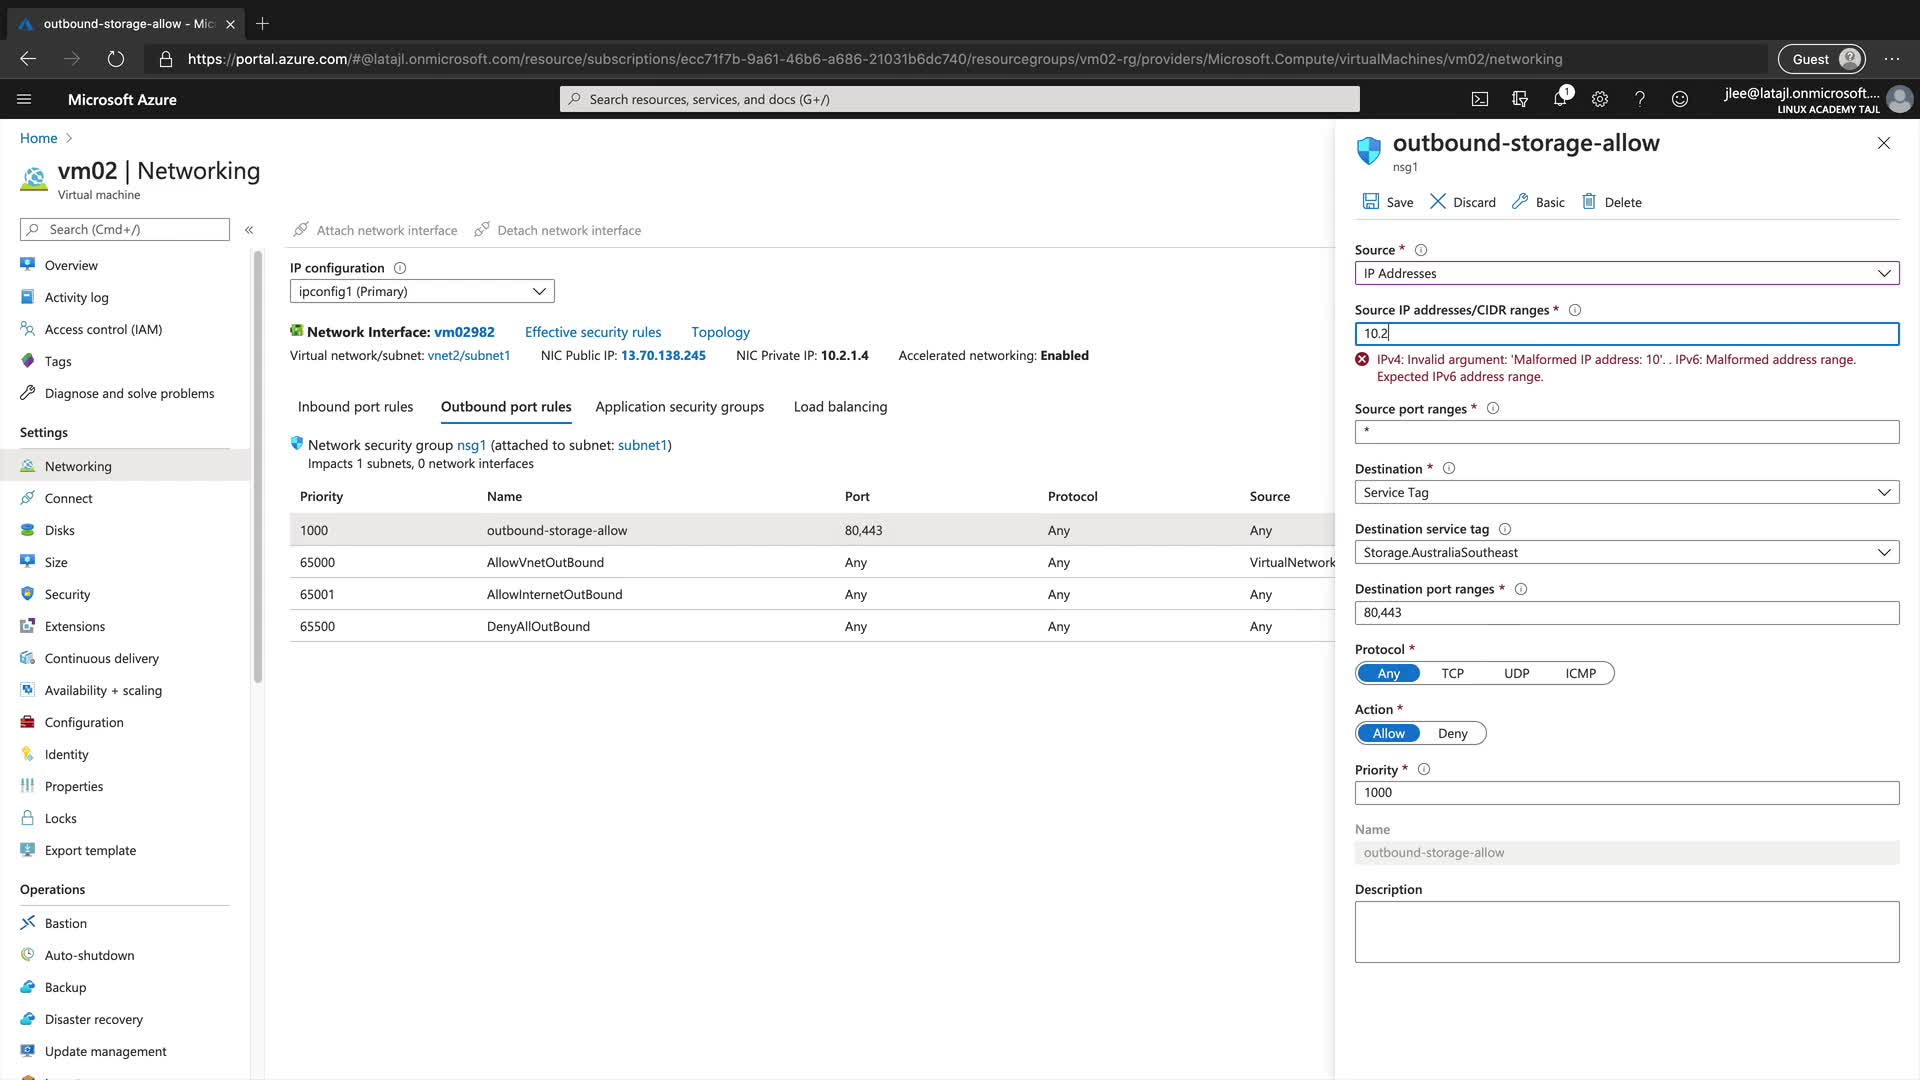 outbound-storage-allow - Mic
https://portal.azure.com/#@latajl.onmicrosoft.com/resource/subscriptions/ecc71f7b-9a61-46b6-a686-21031b6dc740/resourcegroups/vm02-rg/providers/Microsoft.Compute/virtualMachines/vm02/networking
Guest
Microsoft Azure
Search resources, services, and docs (G+/)
1
jlee@latajl.onmicrosoft....
LINUX ACADEMY TAJL
Home
vm02 | Networking
Virtual machine
Search (Cmd+/)
Overview
Activity log
Access control (IAM)
Tags
Diagnose and solve problems
Settings
Networking
Connect
Disks
Size
Security
Extensions
Continuous delivery
Availability + scaling
Configuration
Identity
Properties
Locks
Export template
Operations
Bastion
Auto-shutdown
Backup
Disaster recovery
Update management
Attach network interface
Detach network interface
IP configuration
ipconfig1 (Primary)
Network Interface: vm02982 Effective security rules Topology
Virtual network/subnet: vnet2/subnet1 NIC Public IP: 13.70.138.245 NIC Private IP: 10.2.1.4 Accelerated networking: Enabled
Inbound port rules Outbound port rules Application security groups Load balancing
Network security group nsg1 (attached to subnet: subnet1)
Impacts 1 subnets, 0 network interfaces
Priority Name Port Protocol Source
1000 outbound-storage-allow 80,443 Any Any
65000 AllowVnetOutBound Any Any VirtualNetwork
65001 AllowInternetOutBound Any Any Any
65500 DenyAllOutBound Any Any Any
outbound-storage-allow
nsg1
Save Discard Basic Delete
Source *
IP Addresses
Source IP addresses/CIDR ranges *
10.2
IPv4: Invalid argument: 'Malformed IP address: 10'. . IPv6: Malformed address range.
Expected IPv6 address range.
Source port ranges *
*
Destination *
Service Tag
Destination service tag
Storage.AustraliaSoutheast
Destination port ranges *
80,443
Protocol *
Any TCP UDP ICMP
Action *
Allow Deny
Priority *
1000
Name
outbound-storage-allow
Description